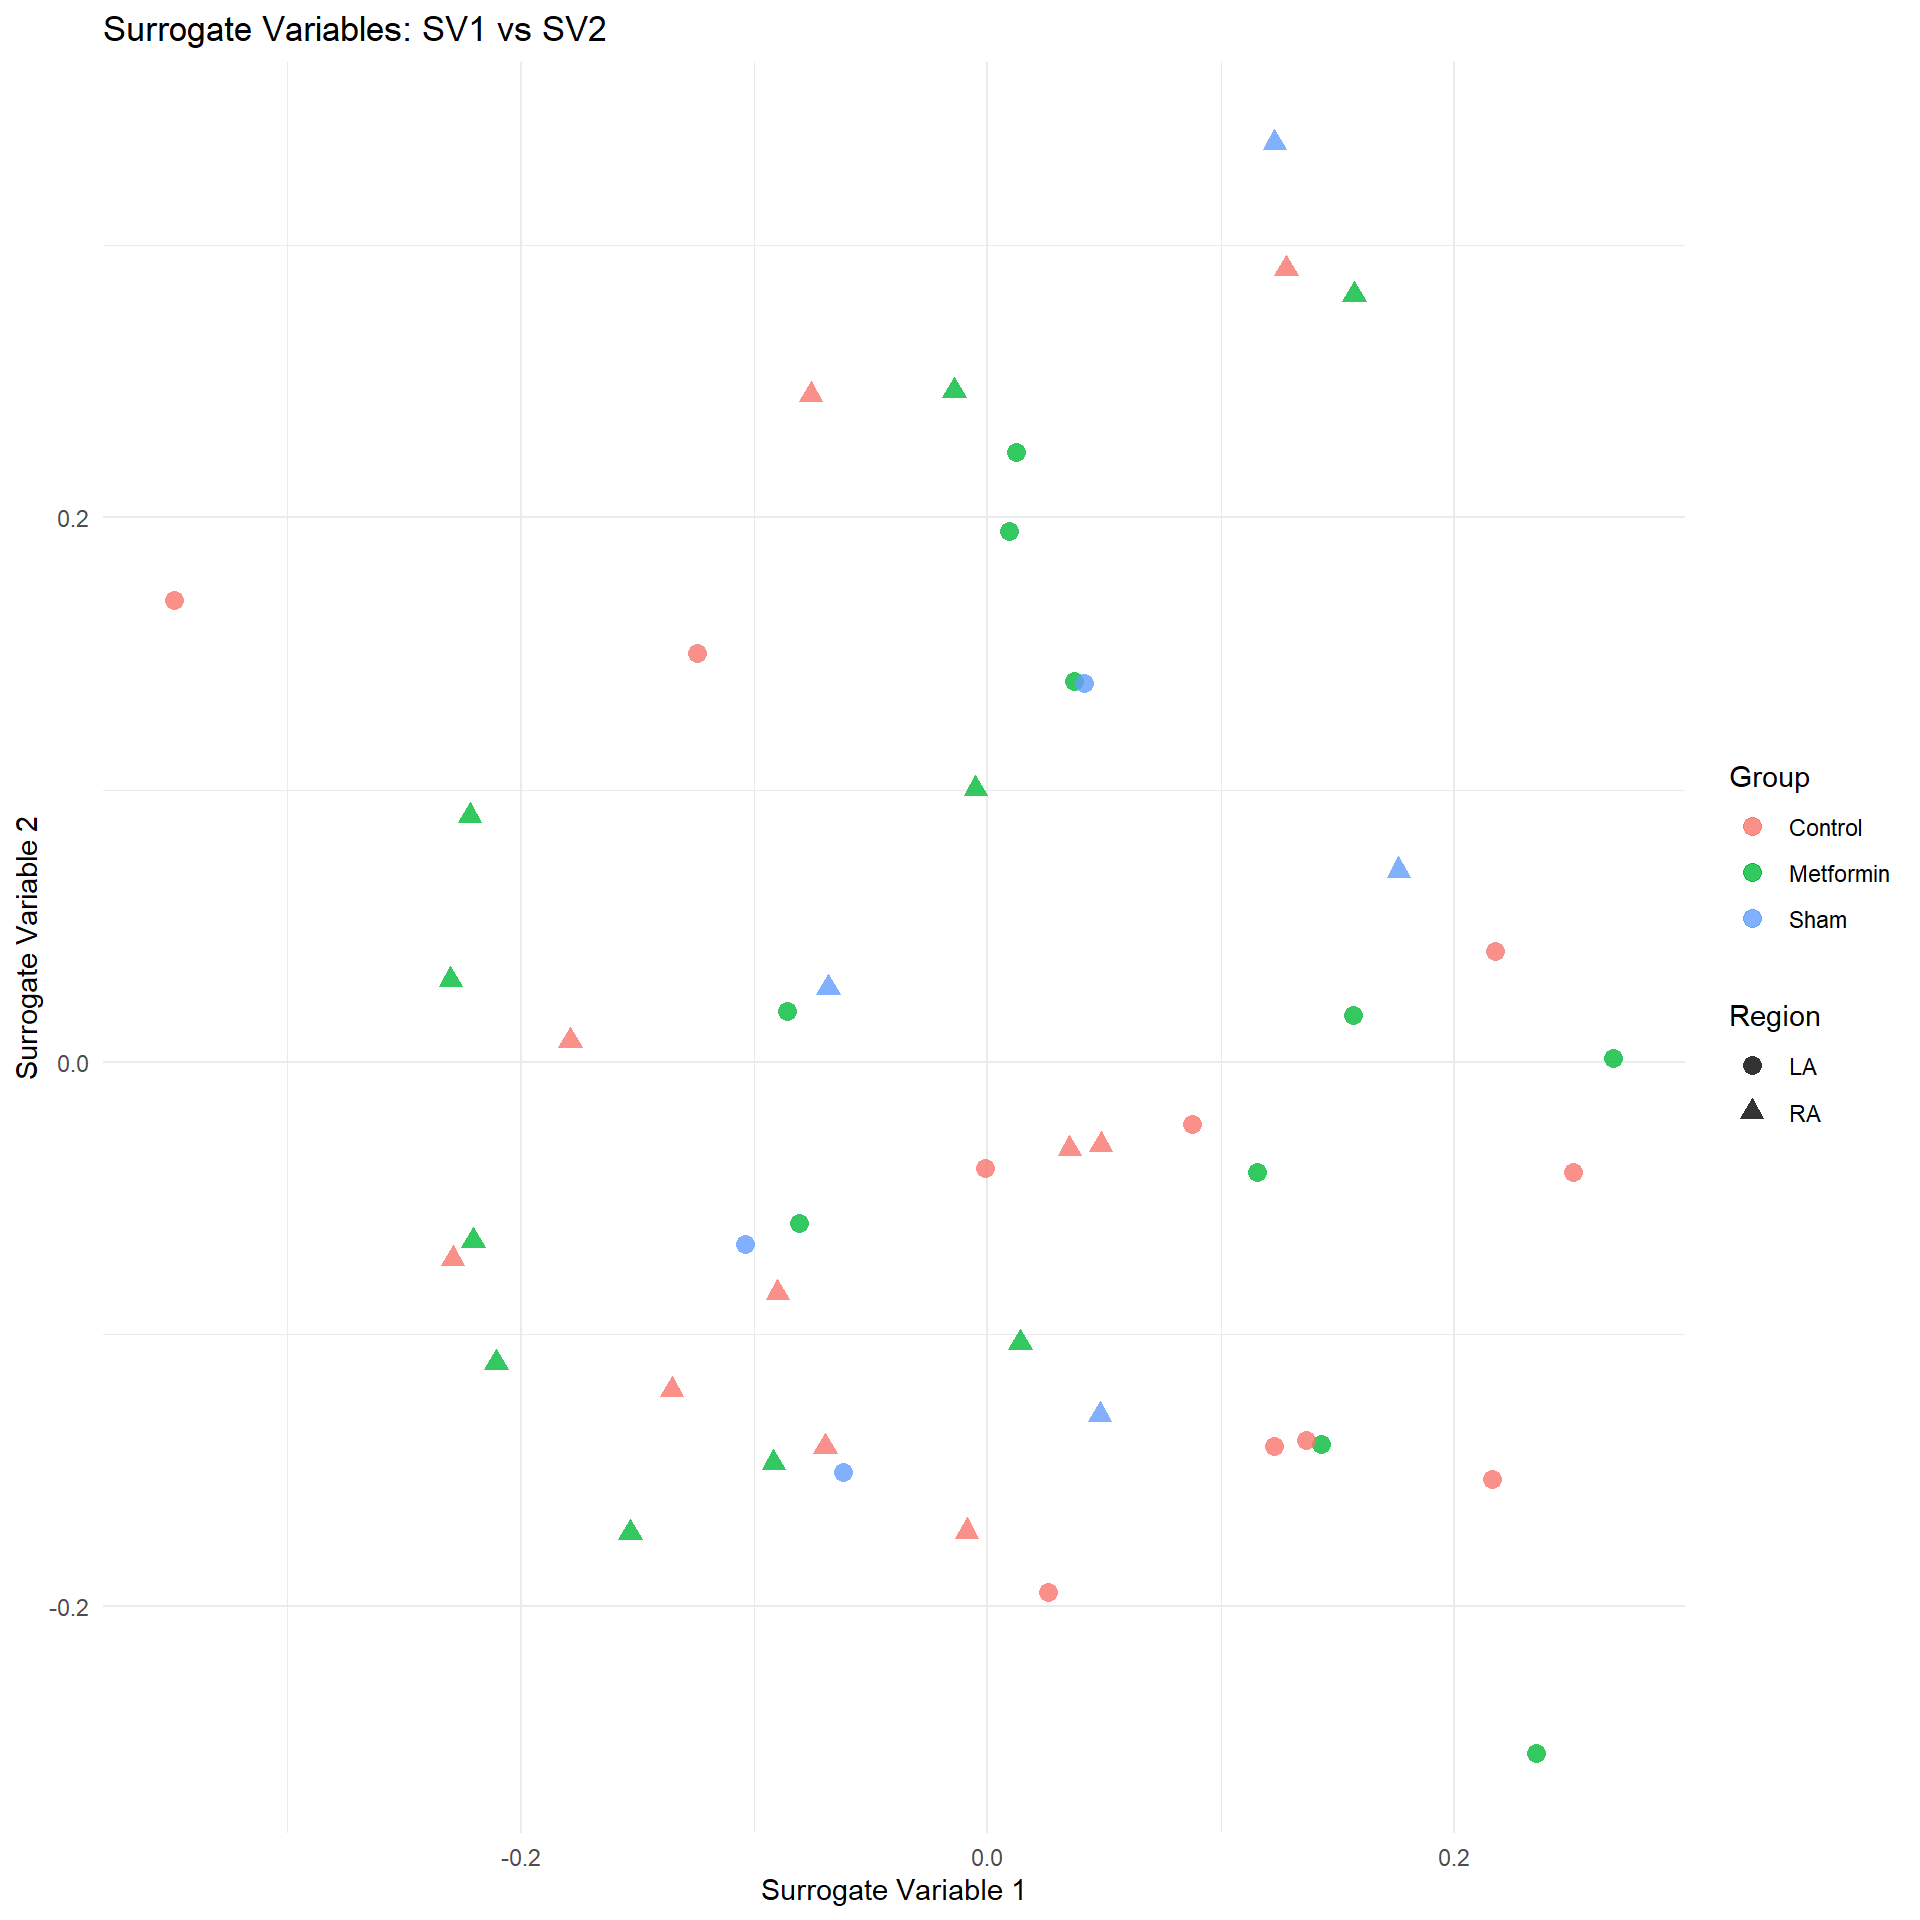 Surrogate Variables: SV1 vs SV2
Surrogate Variable 2
0.2
0.0
-0.2
-0.2
0.0
0.2
Surrogate Variable 1
Group
Control
Metformin
Sham
Region
LA
RA